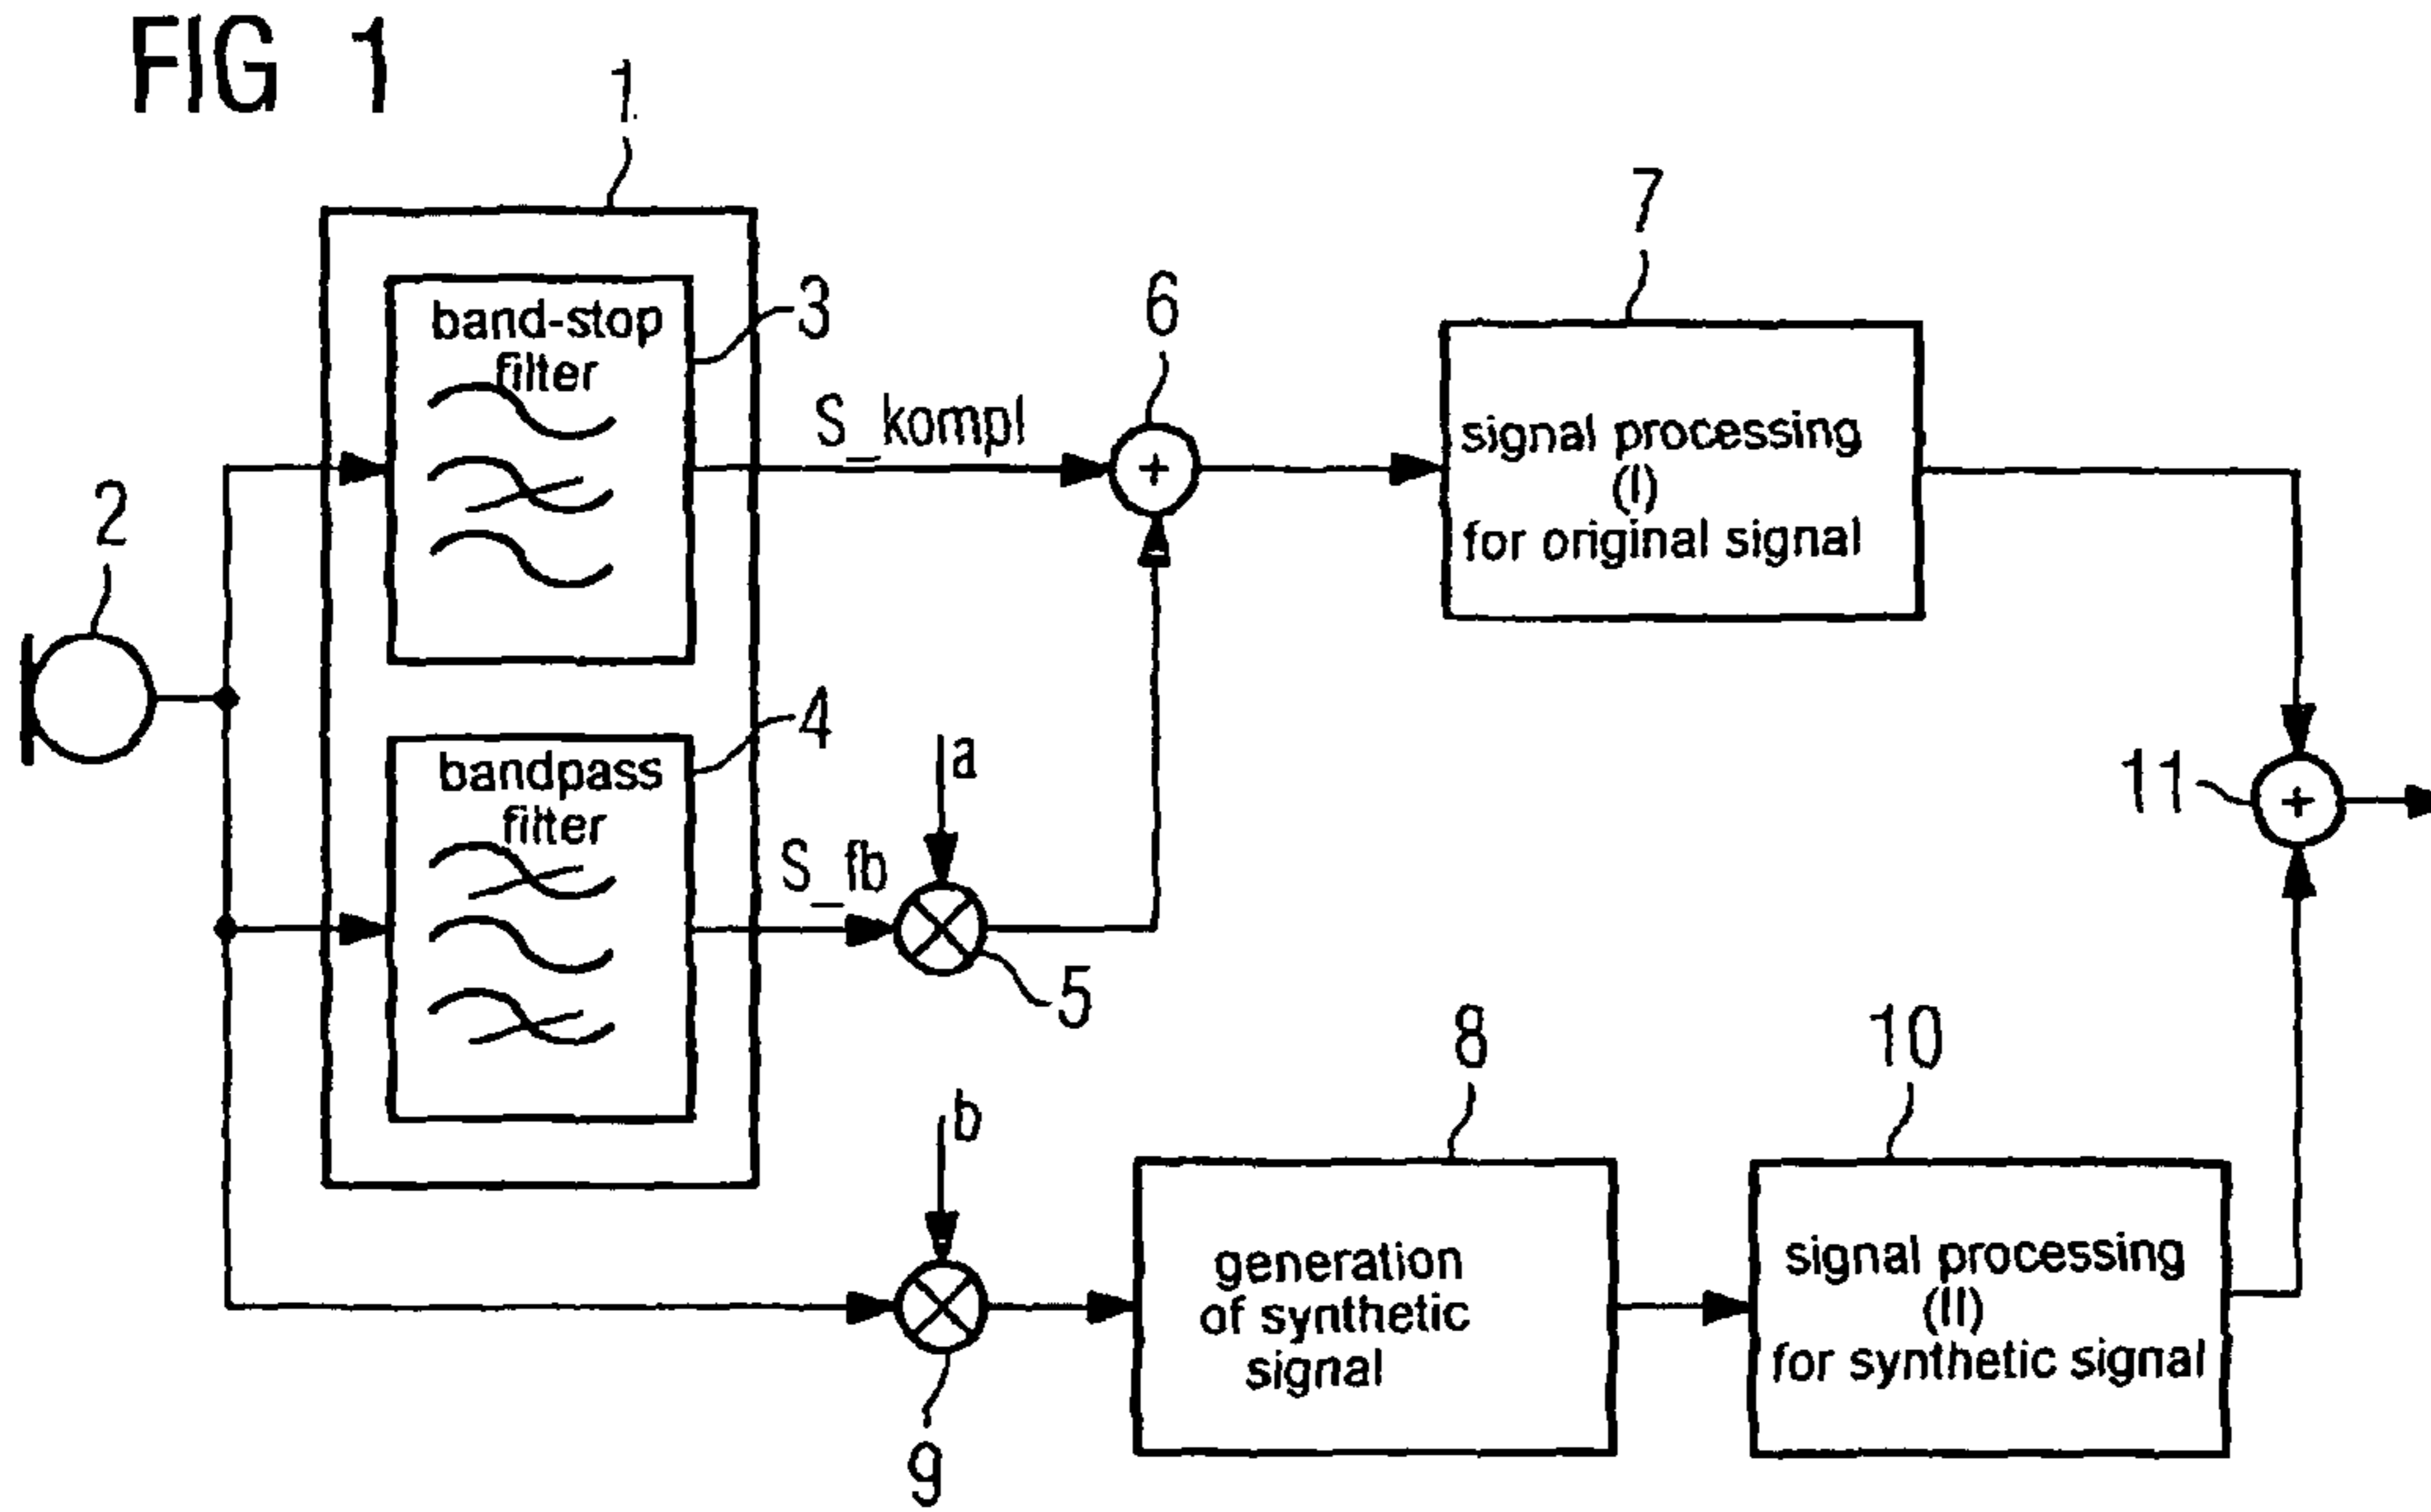 FIG 1
1
7
band-stop
filter
3
6
S_kompl
signal processing
(I)
for original signal
2
4
bandpass
filter
a
11
S_fb
5
8
10
b
generation
of synthetic
signal
signal processing
(II)
for synthetic signal
9